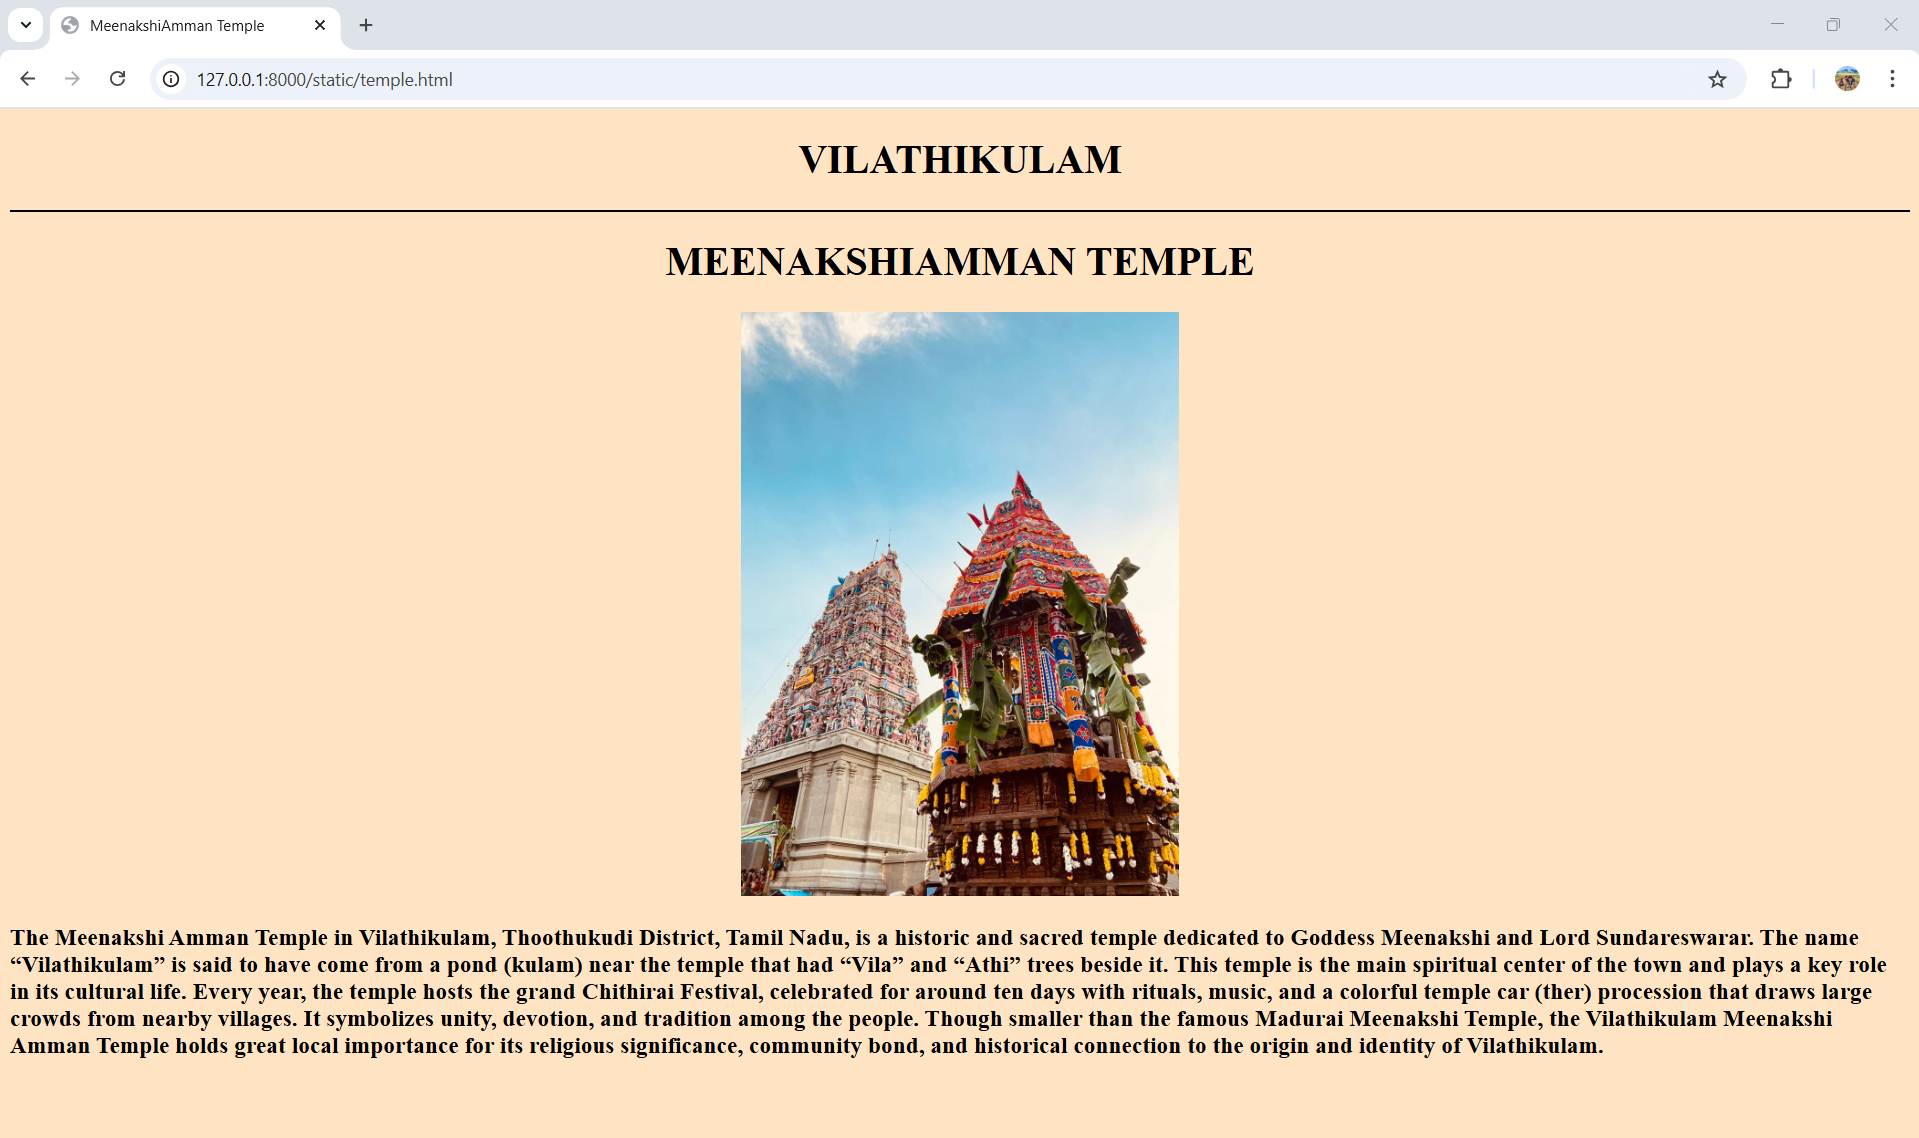 MeenakshiAmman Temple
127.0.0.1:8000/static/temple.html
VILATHIKULAM
MEENAKSHIAMMAN TEMPLE
The Meenakshi Amman Temple in Vilathikulam, Thoothukudi District, Tamil Nadu, is a historic and sacred temple dedicated to Goddess Meenakshi and Lord Sundareswarar. The name
“Vilathikulam” is said to have come from a pond (kulam) near the temple that had “Vila” and “Athi” trees beside it. This temple is the main spiritual center of the town and plays a key role
in its cultural life. Every year, the temple hosts the grand Chithirai Festival, celebrated for around ten days with rituals, music, and a colorful temple car (ther) procession that draws large
crowds from nearby villages. It symbolizes unity, devotion, and tradition among the people. Though smaller than the famous Madurai Meenakshi Temple, the Vilathikulam Meenakshi
Amman Temple holds great local importance for its religious significance, community bond, and historical connection to the origin and identity of Vilathikulam.